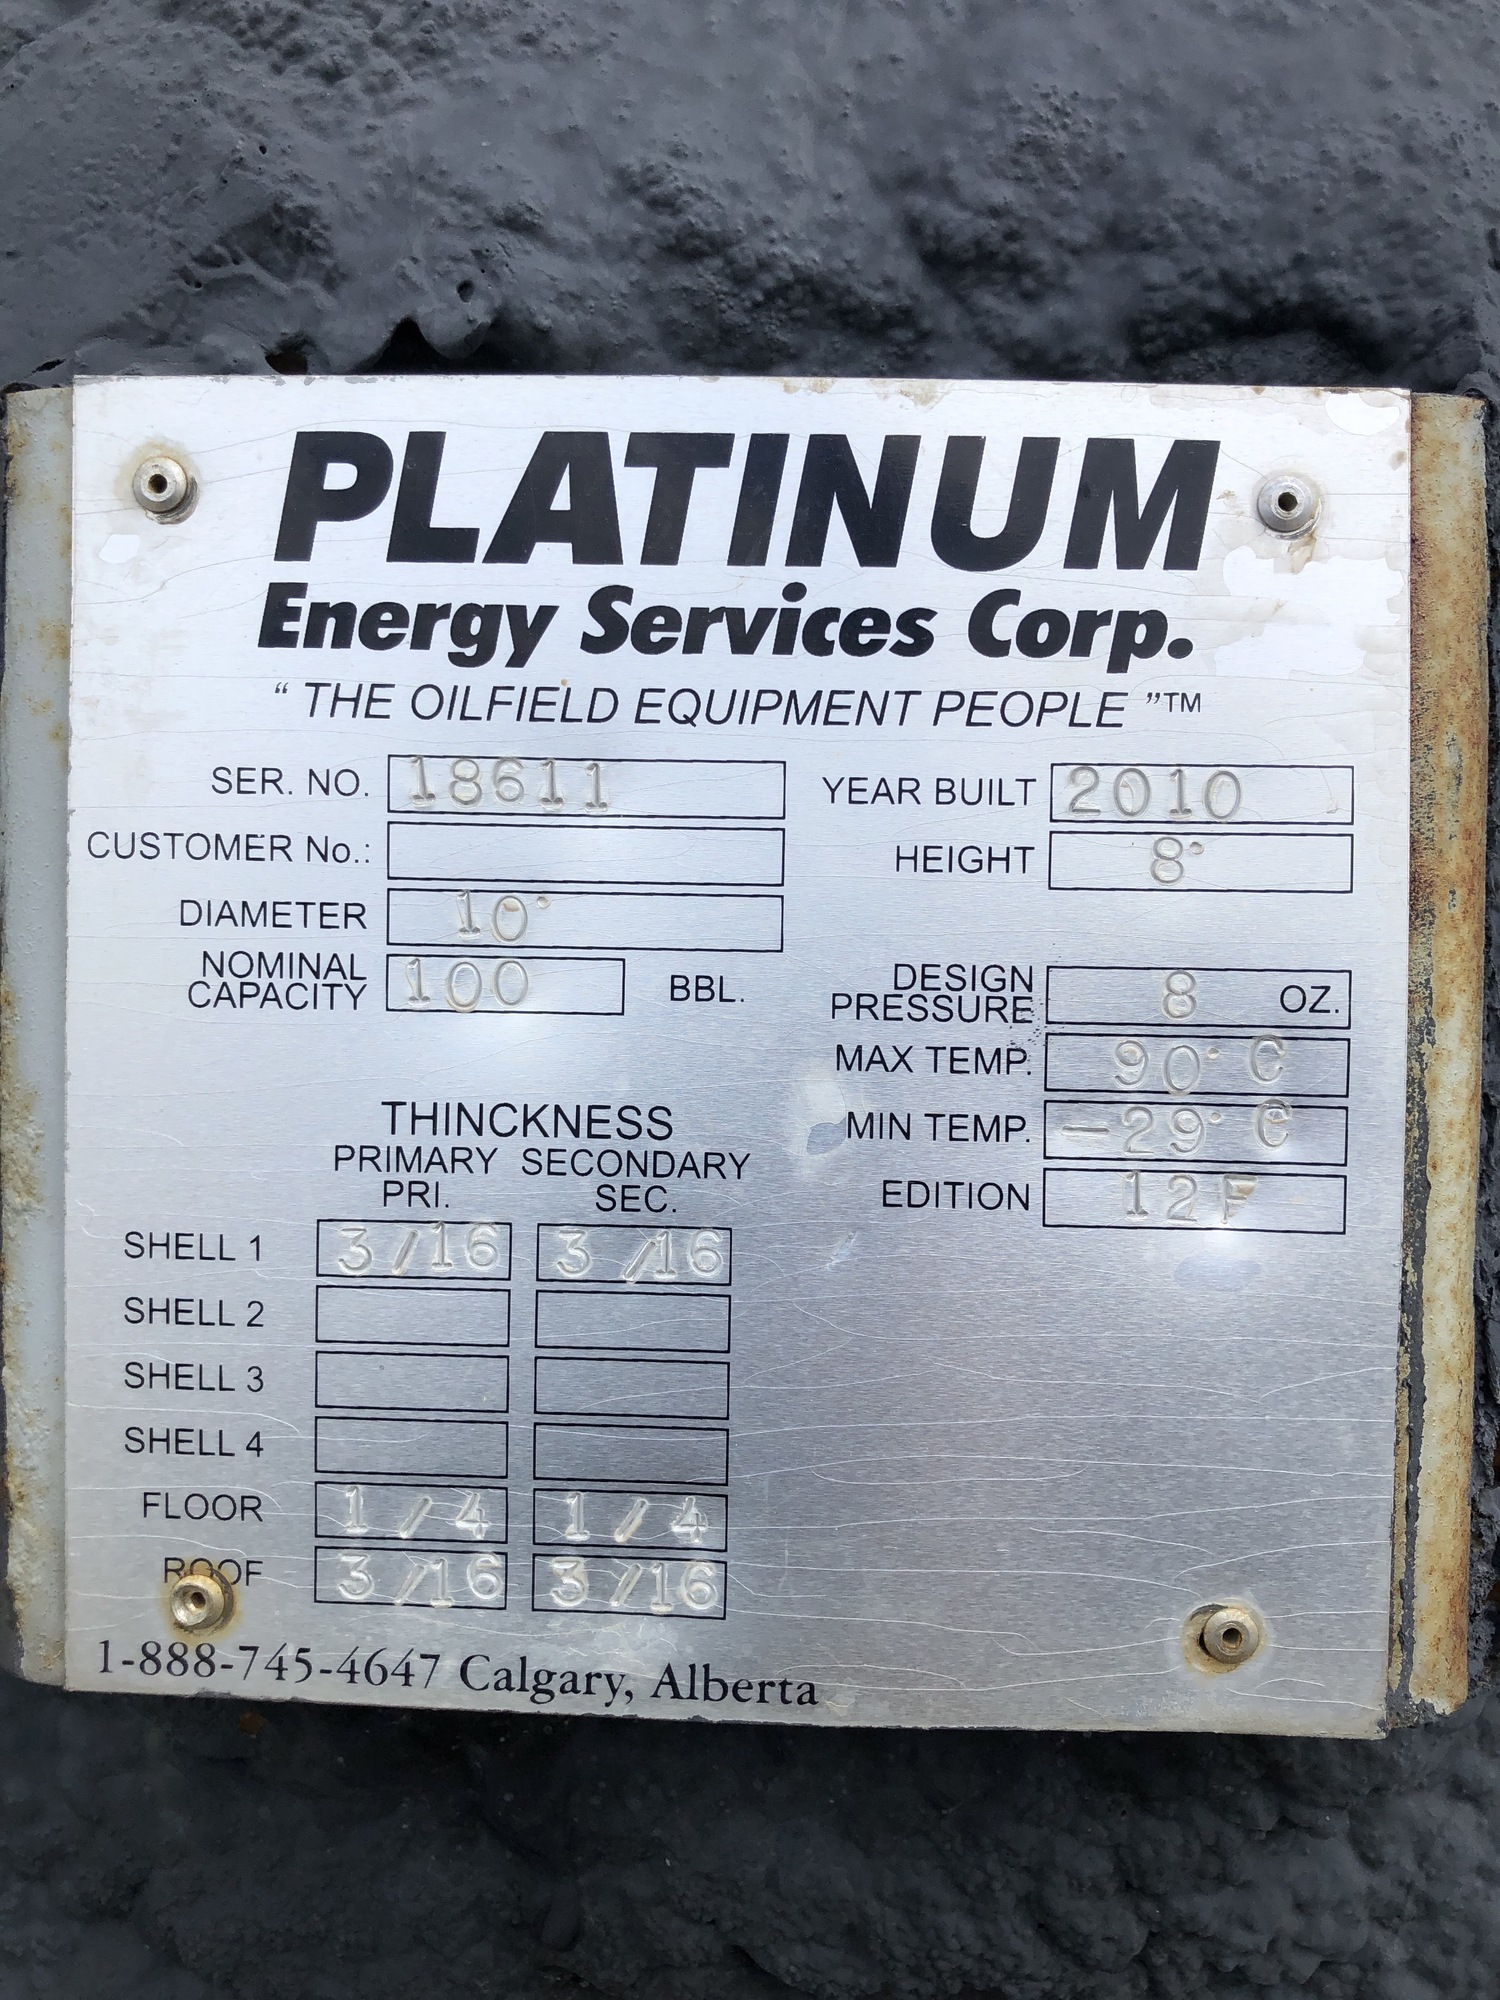 PLATINUM
Energy Services Corp.
“ THE OILFIELD EQUIPMENT PEOPLE ”™
SER. NO. 18611 YEAR BUILT 2010
CUSTOMER No.: HEIGHT 8°
DIAMETER 10°
NOMINAL CAPACITY 100 BBL. DESIGN PRESSURE 8 OZ.
MAX TEMP. 90° C
MIN TEMP. -29° C
EDITION 12F
THINCKNESS
PRIMARY SECONDARY
PRI. SEC.
SHELL 1 3/16 3/16
SHELL 2
SHELL 3
SHELL 4
FLOOR 1/4 1/4
ROOF 3/16 3/16
1-888-745-4647 Calgary, Alberta